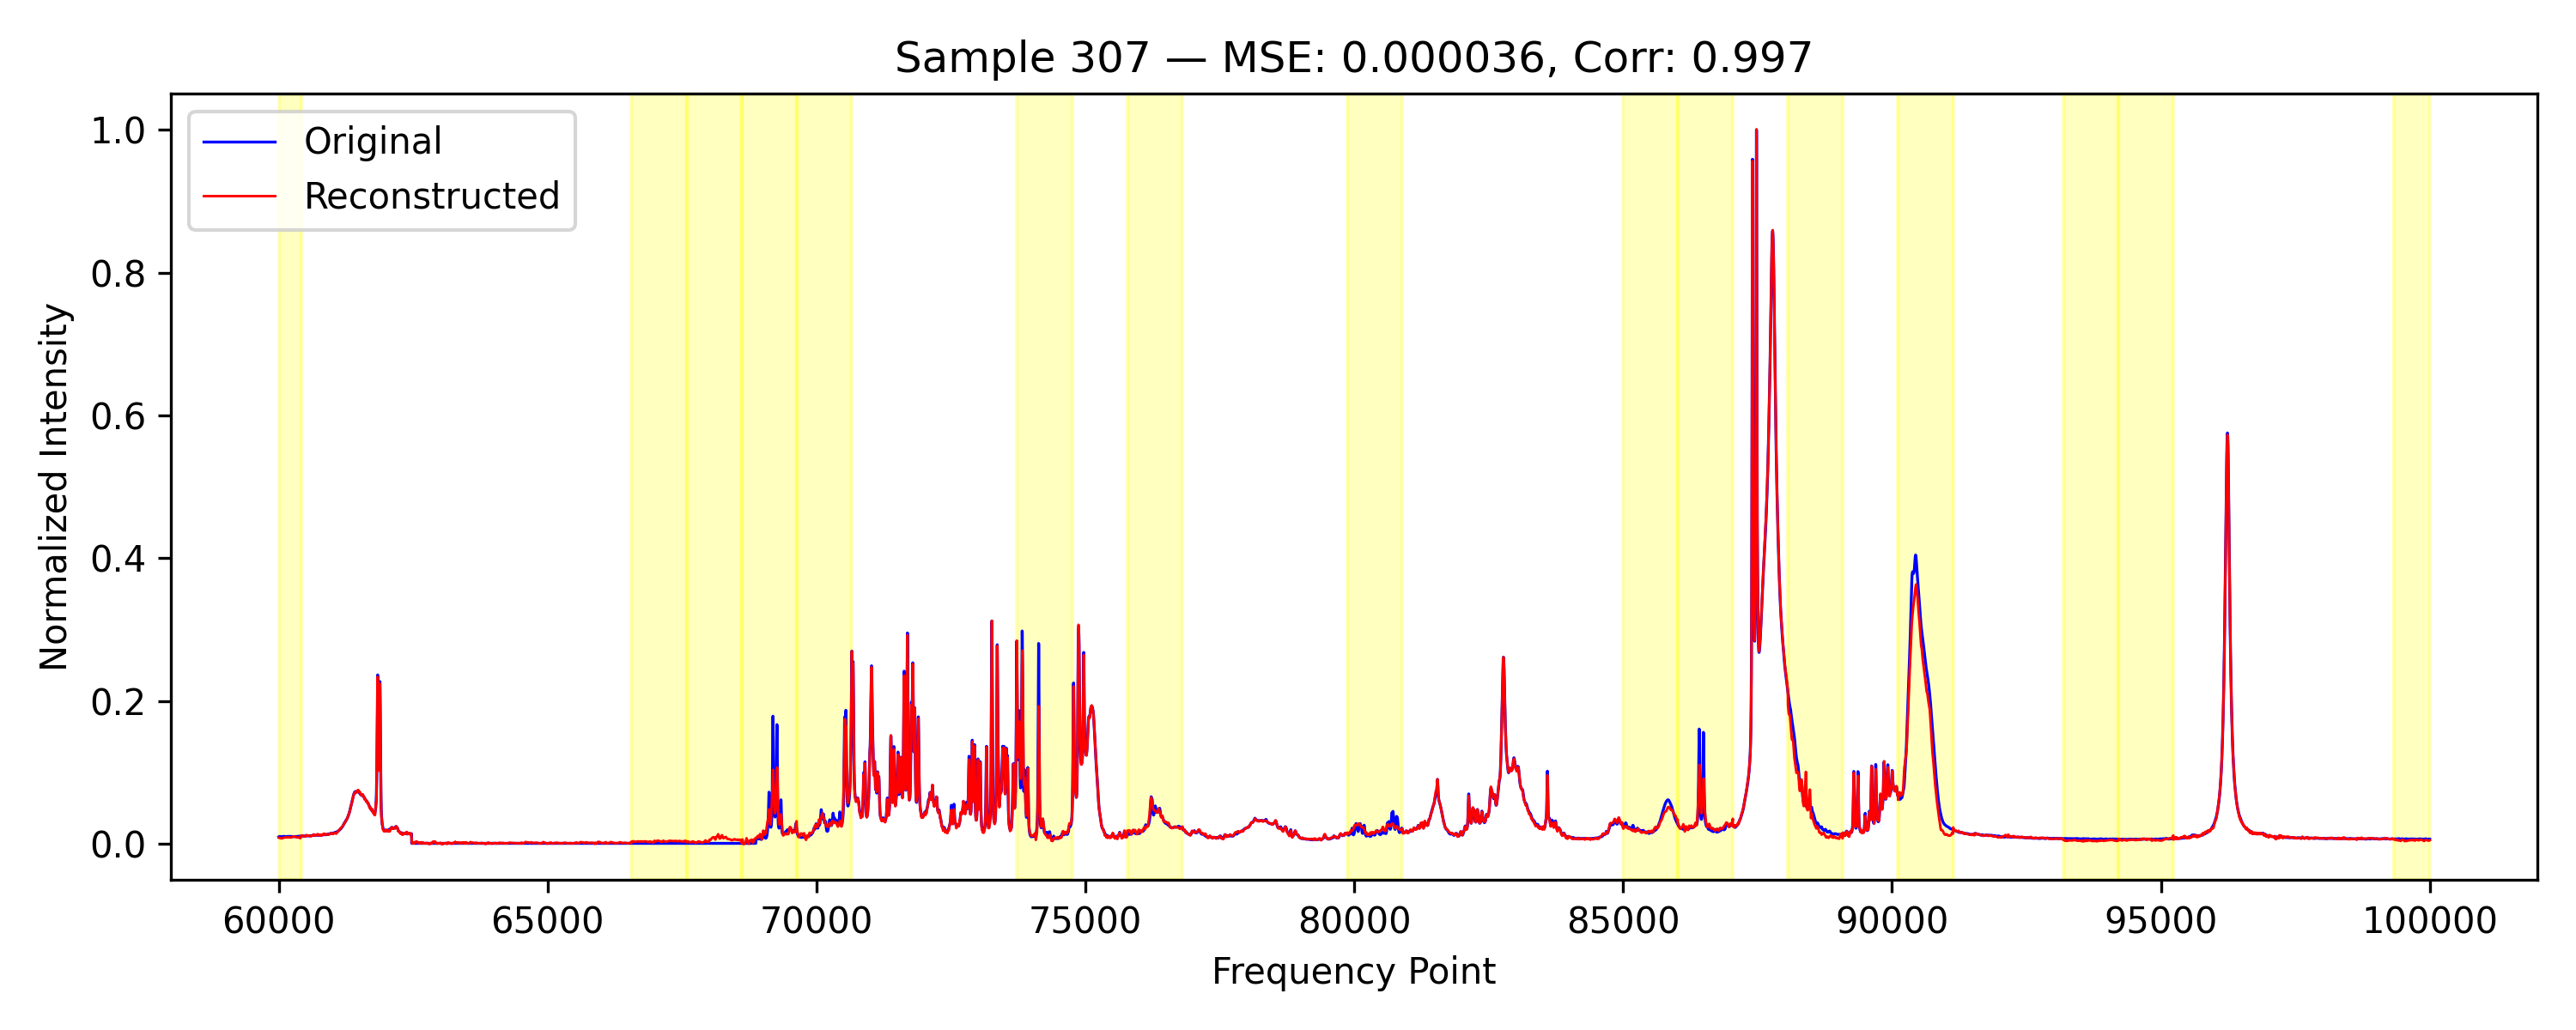 Sample 307 — MSE: 0.000036, Corr: 0.997
Original
Reconstructed
Normalized Intensity
1.0
0.8
0.6
0.4
0.2
0.0
60000 65000 70000 75000 80000 85000 90000 95000 100000
Frequency Point